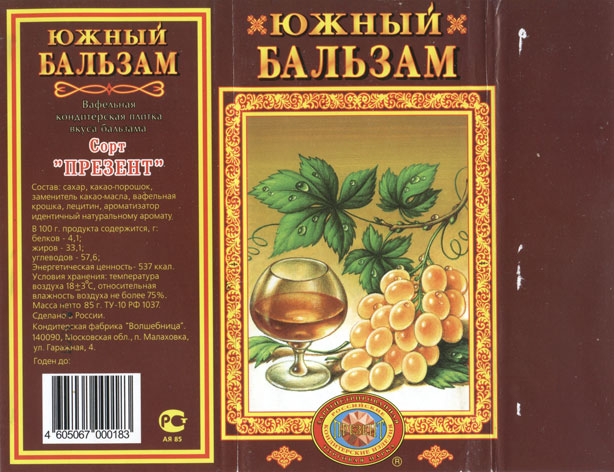 ЮЖНЫЙ
БАЛЬЗАМ
Вафельная
кондитерская плитка
вкуса бальзама
Сорт
"ПРЕЗЕНТ"
Состав: сахар, какао-порошок,
заменитель какао-масла, вафельная
крошка, лецитин, ароматизатор
идентичный натуральному аромату.
В 100 г. продукта содержится, г:
белков - 4,1;
жиров - 33,1;
углеводов - 57,6;
Энергетическая ценность- 537 ккал.
Условия хранения: температура
воздуха 18±3°С, относительная
влажность воздуха не более 75%.
Масса нетто 85 г. ТУ-10 РФ 1037.
Сделано в России.
Кондитерская фабрика "Волшебница".
140090, Московская обл., п. Малаховка,
ул. Гаражная, 4.
Годен до:
4 605067 000183
РСТ
АЯ 85
ЮЖНЫЙ
БАЛЬЗАМ
РОССИЙСКИЕ
КОНДИТЕРСКИЕ ИЗДЕЛИЯ
®